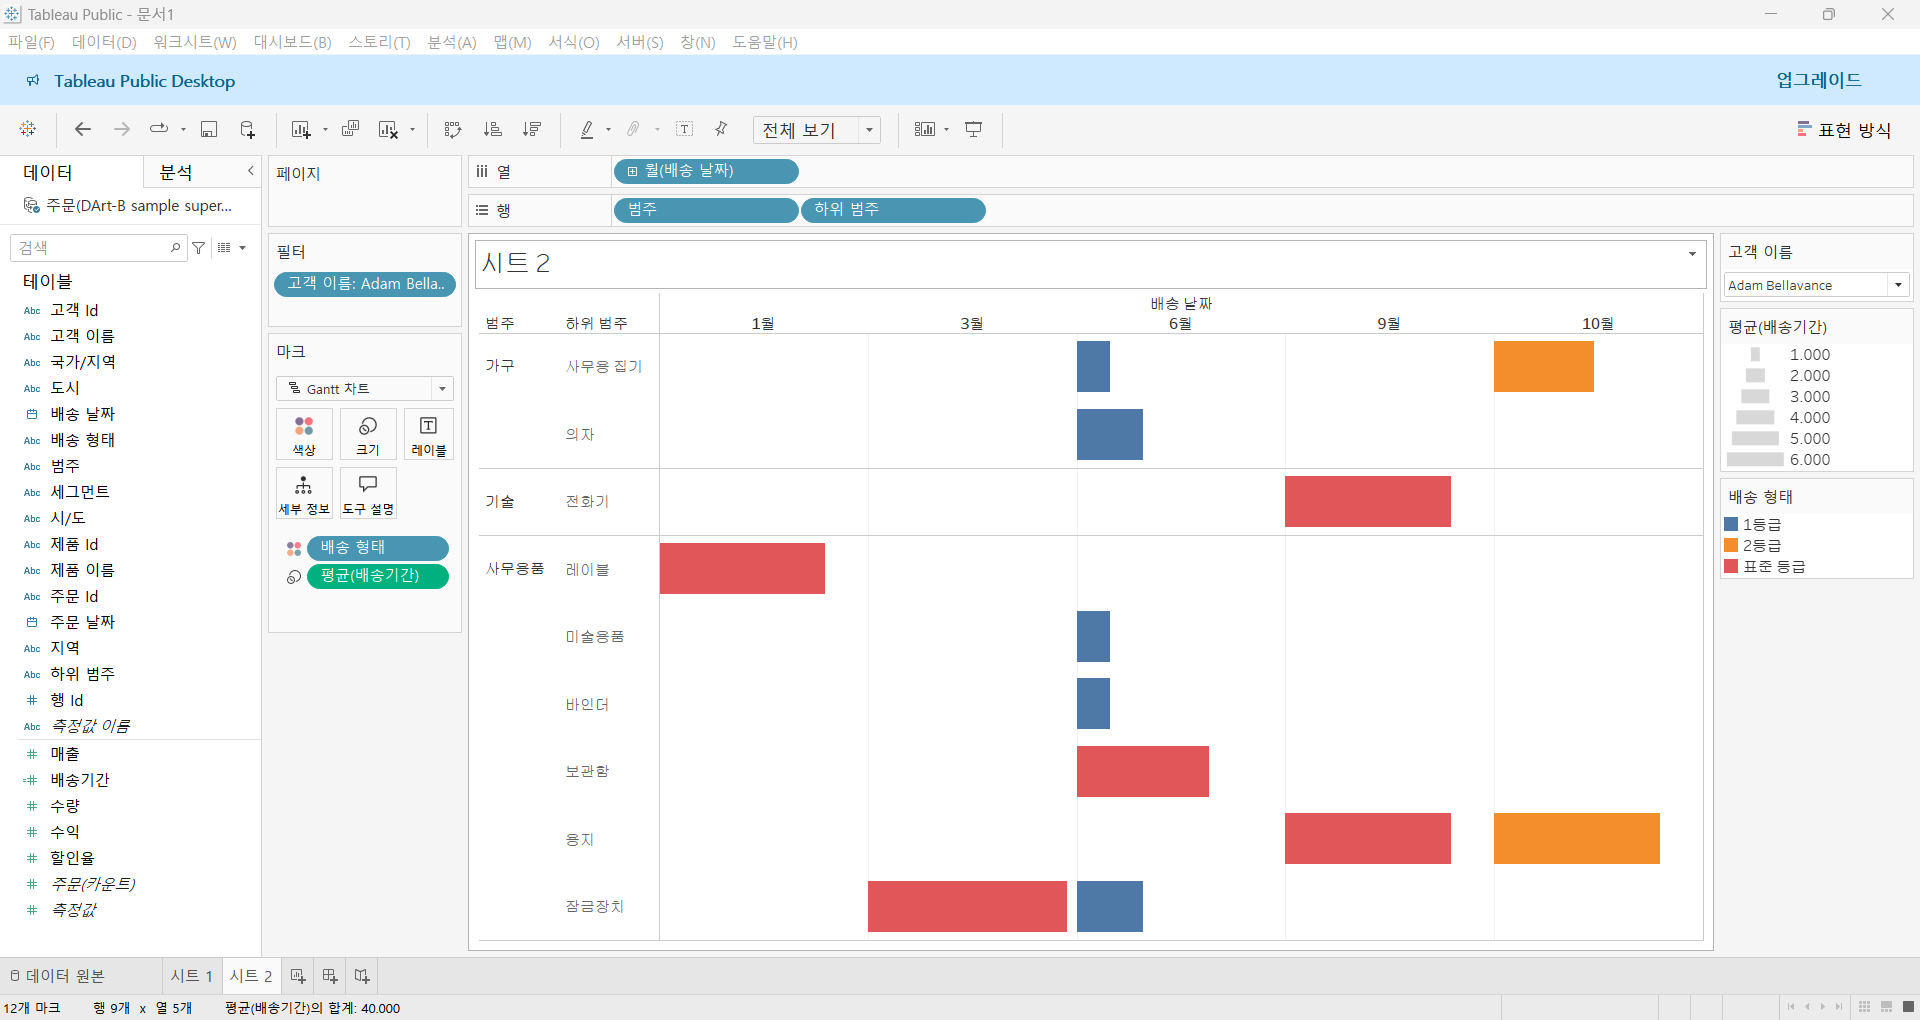 Tableau Public - 문서1
파일(F) 데이터(D) 워크시트(W) 대시보드(B) 스토리(T) 분석(A) 맵(M) 서식(O) 서버(S) 창(N) 도움말(H)
Tableau Public Desktop 업그레이드
전체 보기 표현 방식
데이터 분석
주문(DArt-B sample super...
검색
테이블
Abc 고객 Id
Abc 고객 이름
Abc 국가/지역
Abc 도시
배송 날짜
Abc 배송 형태
Abc 범주
Abc 세그먼트
Abc 시/도
Abc 제품 Id
Abc 제품 이름
Abc 주문 Id
주문 날짜
Abc 지역
Abc 하위 범주
# 행 Id
Abc 측정값 이름
# 매출
=# 배송기간
# 수량
# 수익
# 할인율
# 주문(카운트)
# 측정값
페이지
필터
고객 이름: Adam Bella..
마크
Gantt 차트
색상 크기 레이블
세부 정보 도구 설명
배송 형태
평균(배송기간)
열 월(배송 날짜)
행 범주 하위 범주
시트 2
배송 날짜
범주 하위 범주 1월 3월 6월 9월 10월
가구 사무용 집기
의자
기술 전화기
사무용품 레이블
미술용품
바인더
보관함
용지
잠금장치
고객 이름
Adam Bellavance
평균(배송기간)
1.000
2.000
3.000
4.000
5.000
6.000
배송 형태
1등급
2등급
표준 등급
데이터 원본 시트 1 시트 2
12개 마크 행 9개 x 열 5개 평균(배송기간)의 합계: 40.000